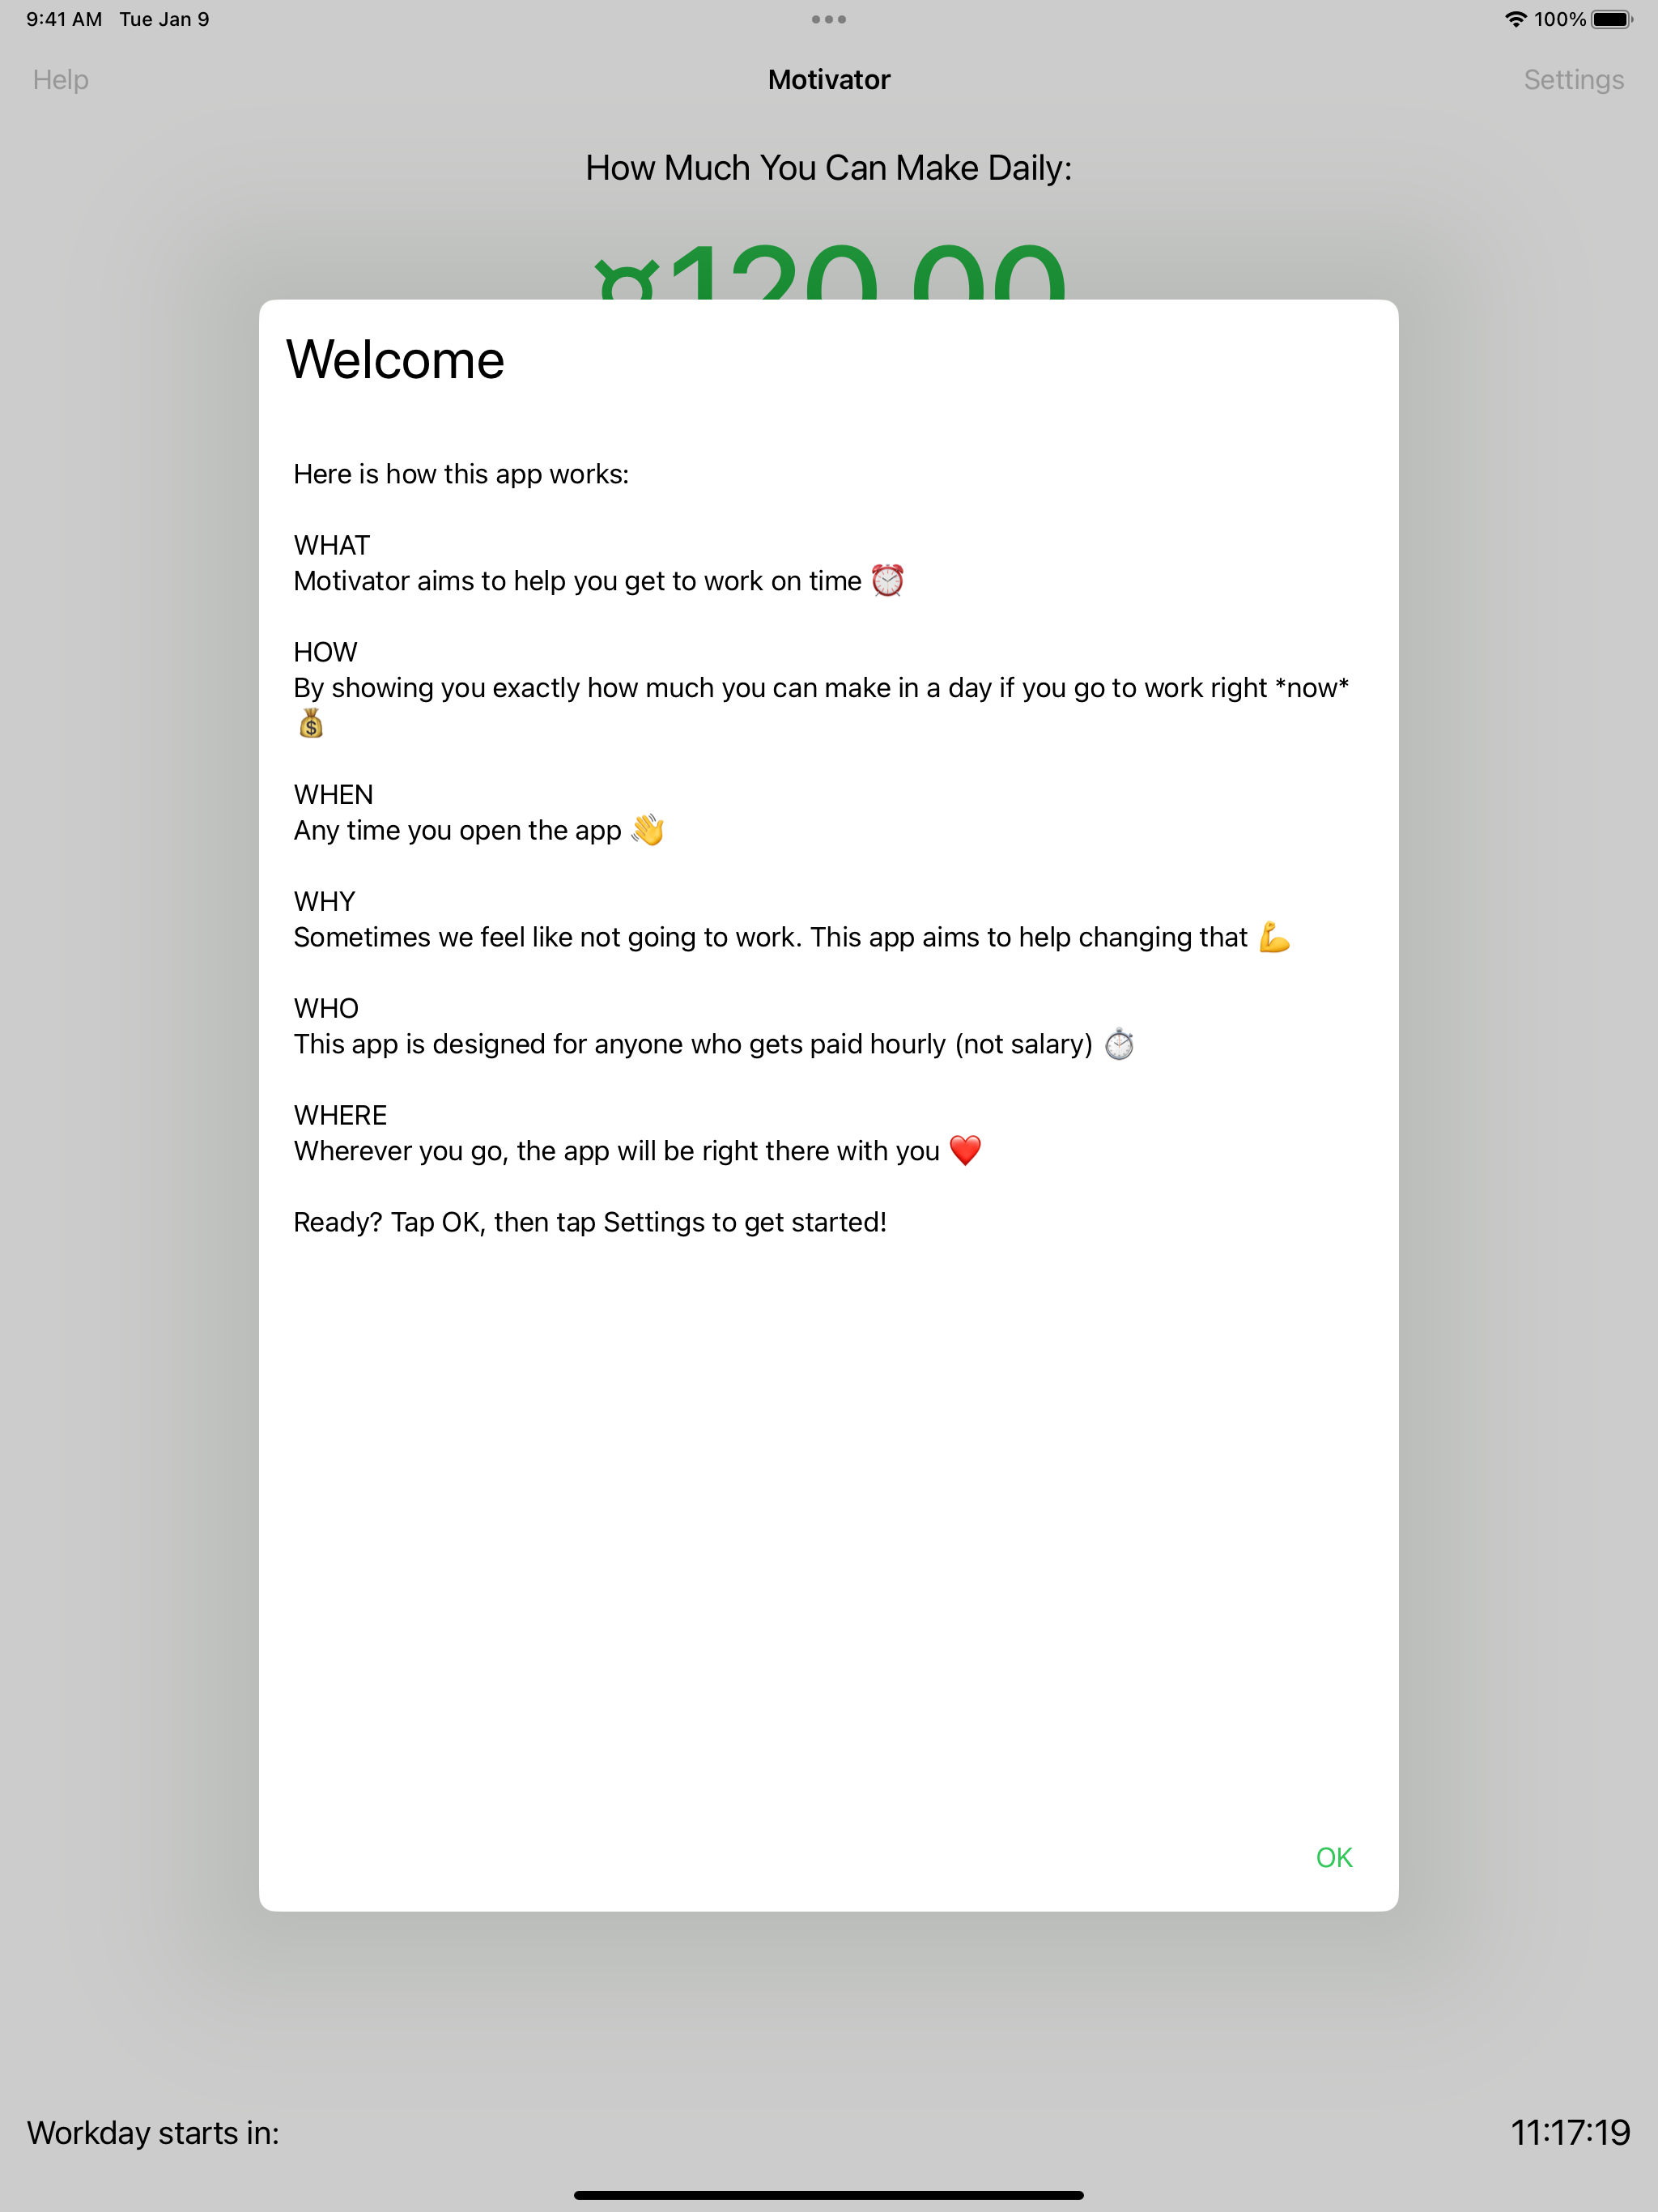 9:41 AM Tue Jan 9
100%
Help
Motivator
Settings
How Much You Can Make Daily:
¤120.00
Welcome
Here is how this app works:
WHAT
Motivator aims to help you get to work on time ⏰
HOW
By showing you exactly how much you can make in a day if you go to work right *now*
💰
WHEN
Any time you open the app 👋
WHY
Sometimes we feel like not going to work. This app aims to help changing that 💪
WHO
This app is designed for anyone who gets paid hourly (not salary) ⏱️
WHERE
Wherever you go, the app will be right there with you ❤️
Ready? Tap OK, then tap Settings to get started!
OK
Workday starts in:
11:17:19